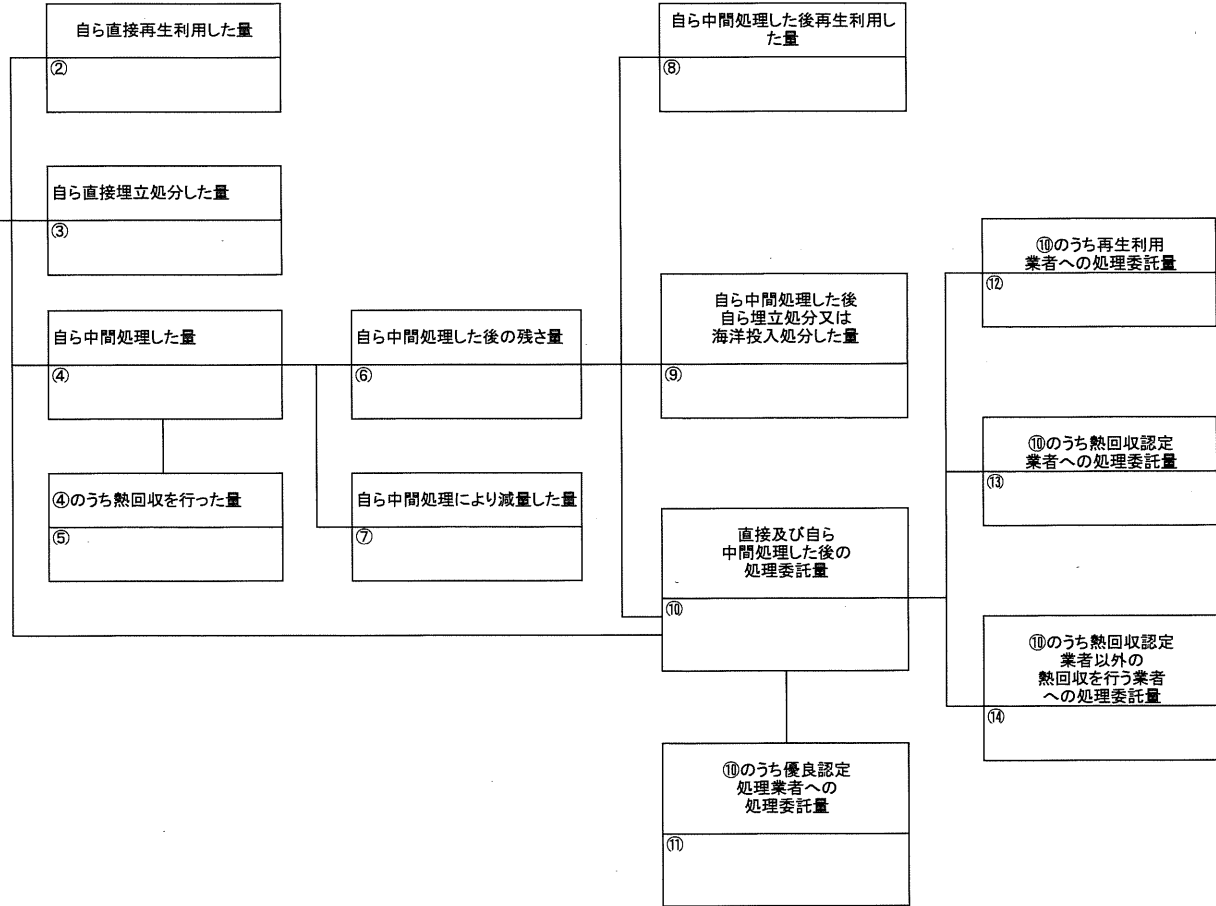 自ら直接再生利用した量
②
自ら直接埋立処分した量
③
自ら中間処理した量
④
④のうち熱回収を行った量
⑤
自ら中間処理した後の残さ量
⑥
自ら中間処理により減量した量
⑦
自ら中間処理した後再生利用し
た量
⑧
自ら中間処理した後
自ら埋立処分又は
海洋投入処分した量
⑨
直接及び自ら
中間処理した後の
処理委託量
⑩
⑩のうち優良認定
処理業者への
処理委託量
⑪
⑩のうち再生利用
業者への処理委託量
⑫
⑩のうち熱回収認定
業者への処理委託量
⑬
⑩のうち熱回収認定
業者以外の
熱回収を行う業者
への処理委託量
⑭